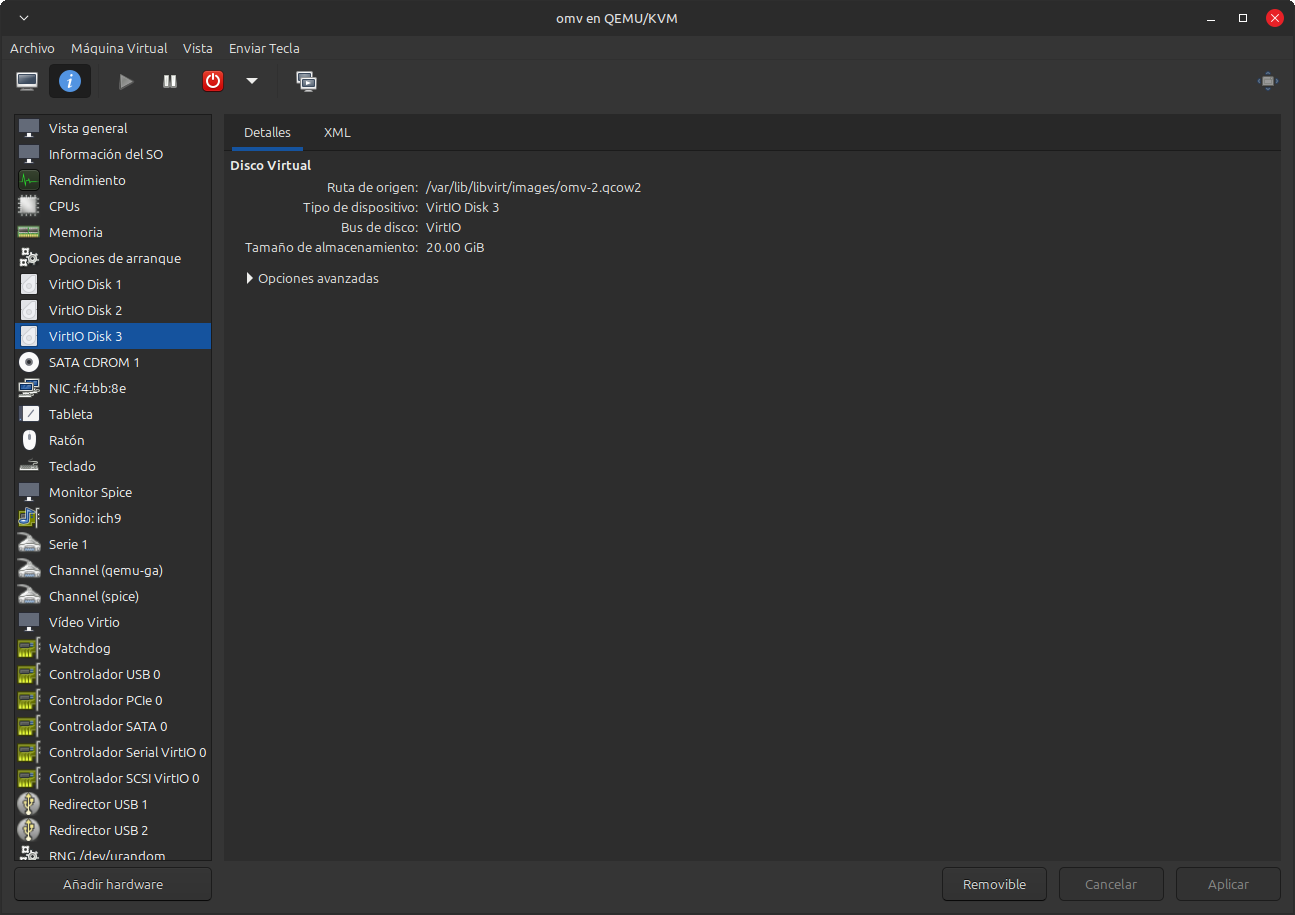 omv en QEMU/KVM
Archivo Máquina Virtual Vista Enviar Tecla
Vista general
Información del SO
Rendimiento
CPUs
Memoria
Opciones de arranque
VirtIO Disk 1
VirtIO Disk 2
VirtIO Disk 3
SATA CDROM 1
NIC :f4:bb:8e
Tableta
Ratón
Teclado
Monitor Spice
Sonido: ich9
Serie 1
Channel (qemu-ga)
Channel (spice)
Vídeo Virtio
Watchdog
Controlador USB 0
Controlador PCIe 0
Controlador SATA 0
Controlador Serial VirtIO 0
Controlador SCSI VirtIO 0
Redirector USB 1
Redirector USB 2
RNG /dev/urandom
Añadir hardware
Detalles XML
Disco Virtual
Ruta de origen: /var/lib/libvirt/images/omv-2.qcow2
Tipo de dispositivo: VirtIO Disk 3
Bus de disco: VirtIO
Tamaño de almacenamiento: 20.00 GiB
Opciones avanzadas
Removible Cancelar Aplicar